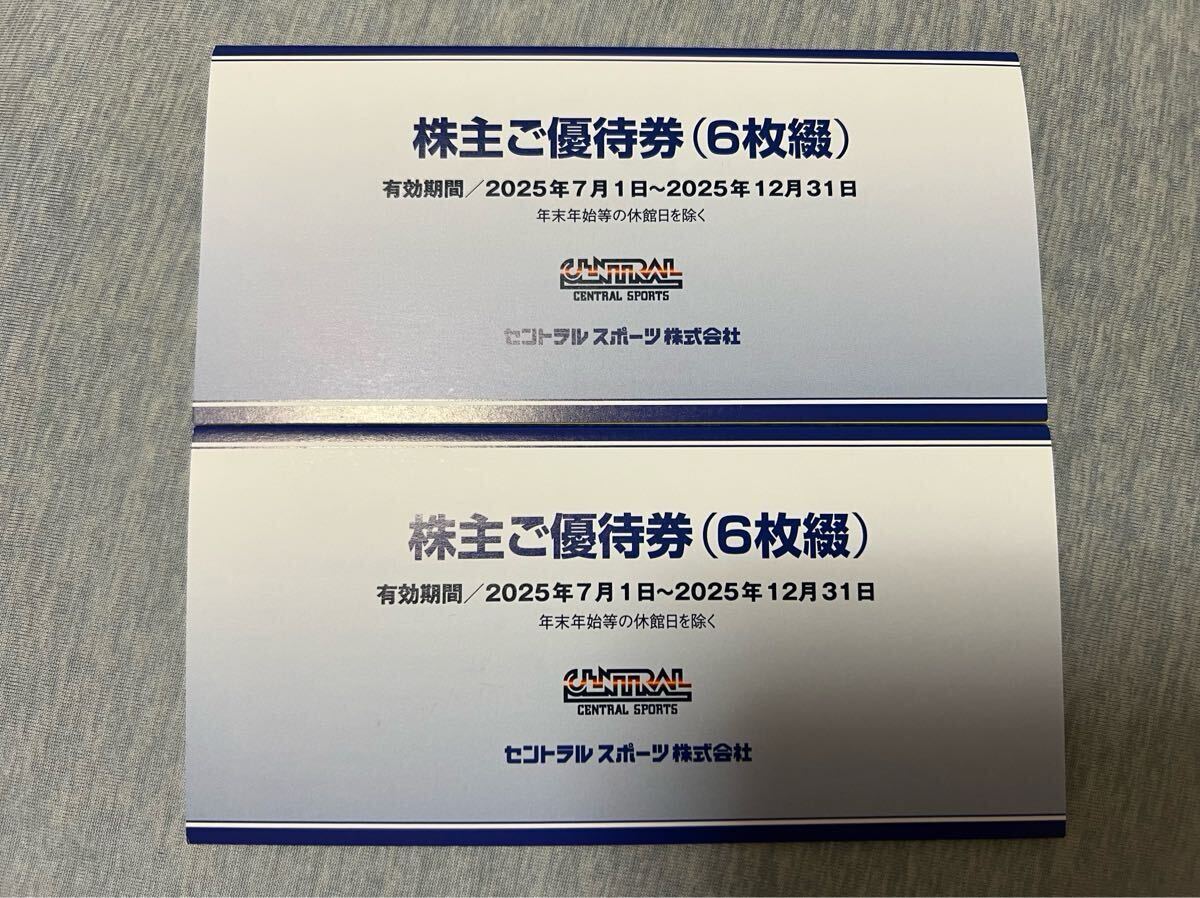 株主ご優待券(6枚綴)
有効期間/2025年7月1日~2025年12月31日
年末年始等の休館日を除く
CENTRAL
CENTRAL SPORTS
セントラルスポーツ株式会社
株主ご優待券(6枚綴)
有効期間/2025年7月1日~2025年12月31日
年末年始等の休館日を除く
CENTRAL
CENTRAL SPORTS
セントラルスポーツ株式会社